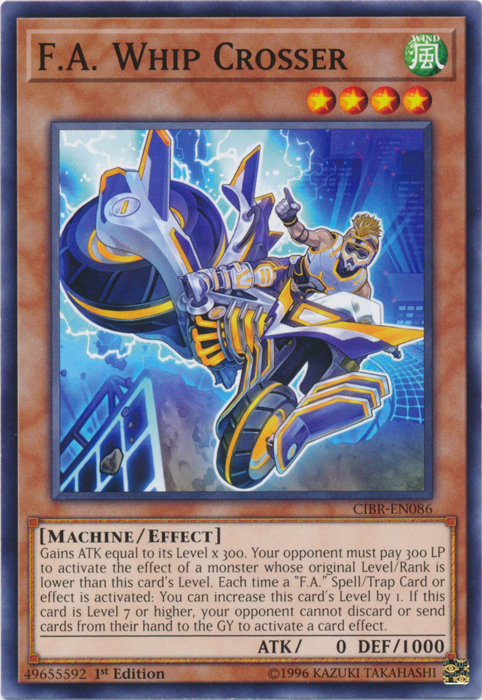 F.A. Whip Crosser
WIND
風
CIBR-EN086
[Machine/Effect]
Gains ATK equal to its Level x 300. Your opponent must pay 300 LP
to activate the effect of a monster whose original Level/Rank is
lower than this card's Level. Each time a "F.A." Spell/Trap Card or
effect is activated: You can increase this card's Level by 1. If this
card is Level 7 or higher, your opponent cannot discard or send
cards from their hand to the GY to activate a card effect.
ATK/ 0 DEF/1000
49655592 1st Edition ©1996 KAZUKI TAKAHASHI